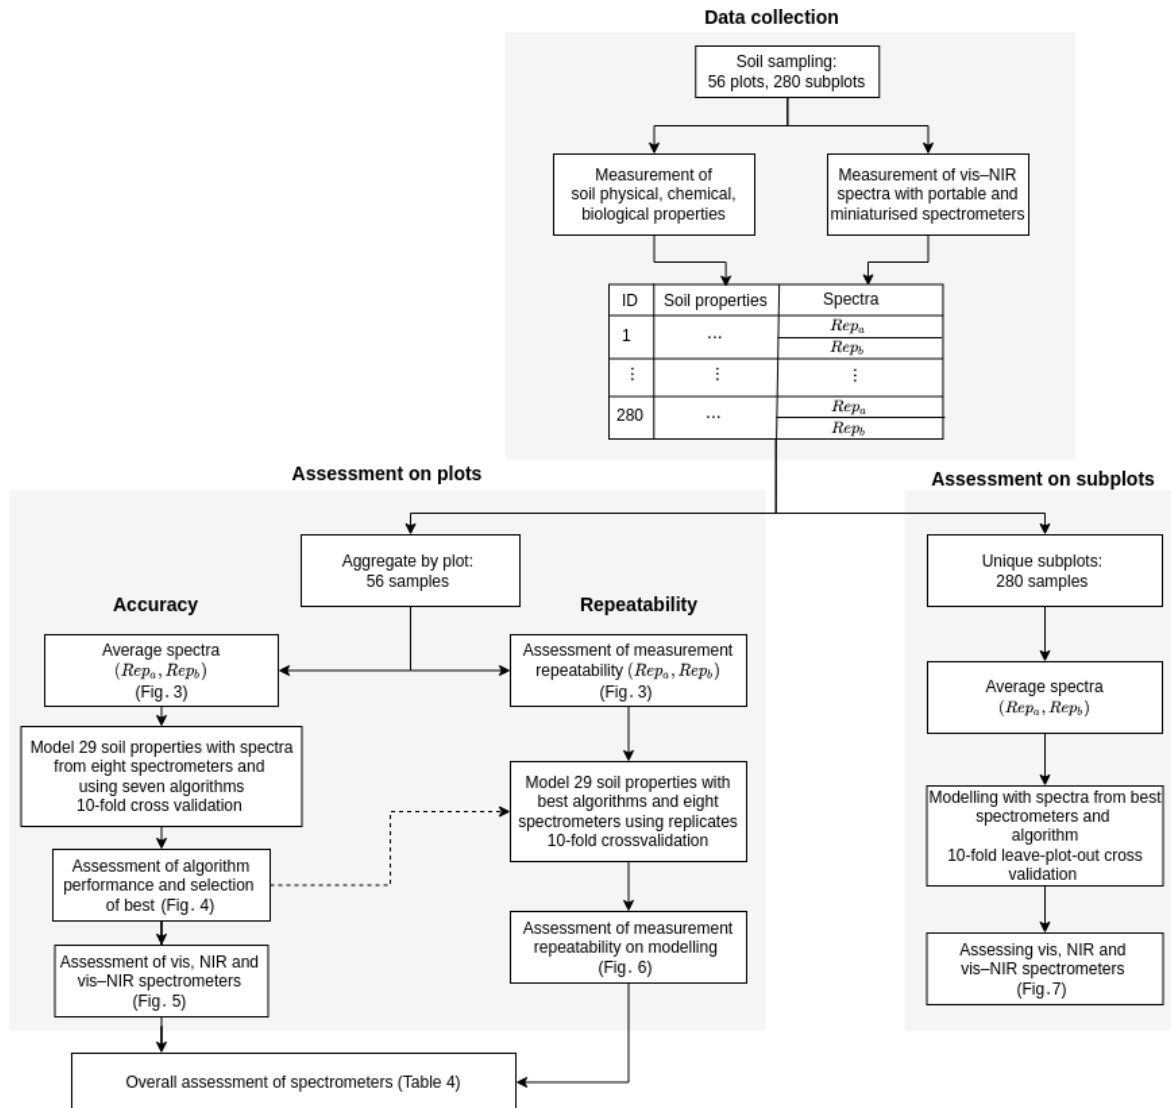 Data collection
Soil sampling:
56 plots, 280 subplots
Measurement of
soil physical, chemical,
biological properties
Measurement of vis–NIR
spectra with portable and
miniaturised spectrometers
ID
Soil properties
Spectra
1
...
Rep_a
Rep_b
⋮
⋮
⋮
280
...
Rep_a
Rep_b
Assessment on plots
Aggregate by plot:
56 samples
Accuracy
Average spectra
(Rep_a, Rep_b)
(Fig. 3)
Model 29 soil properties with spectra
from eight spectrometers and
using seven algorithms
10-fold cross validation
Assessment of algorithm
performance and selection
of best (Fig. 4)
Assessment of vis, NIR and
vis–NIR spectrometers
(Fig. 5)
Repeatability
Assessment of measurement
repeatability (Rep_a, Rep_b)
(Fig. 3)
Model 29 soil properties with
best algorithms and eight
spectrometers using replicates
10-fold crossvalidation
Assessment of measurement
repeatability on modelling
(Fig. 6)
Overall assessment of spectrometers (Table 4)
Assessment on subplots
Unique subplots:
280 samples
Average spectra
(Rep_a, Rep_b)
Modelling with spectra from best
spectrometers and
algorithm
10-fold leave-plot-out cross
validation
Assessing vis, NIR and
vis–NIR spectrometers
(Fig.7)